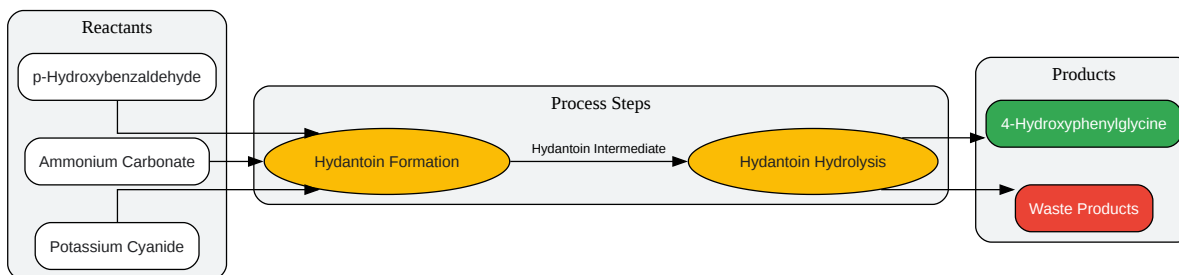 Reactants
p-Hydroxybenzaldehyde
Ammonium Carbonate
Potassium Cyanide
Process Steps
Hydantoin Formation
Hydantoin Intermediate
Hydantoin Hydrolysis
Products
4-Hydroxyphenylglycine
Waste Products